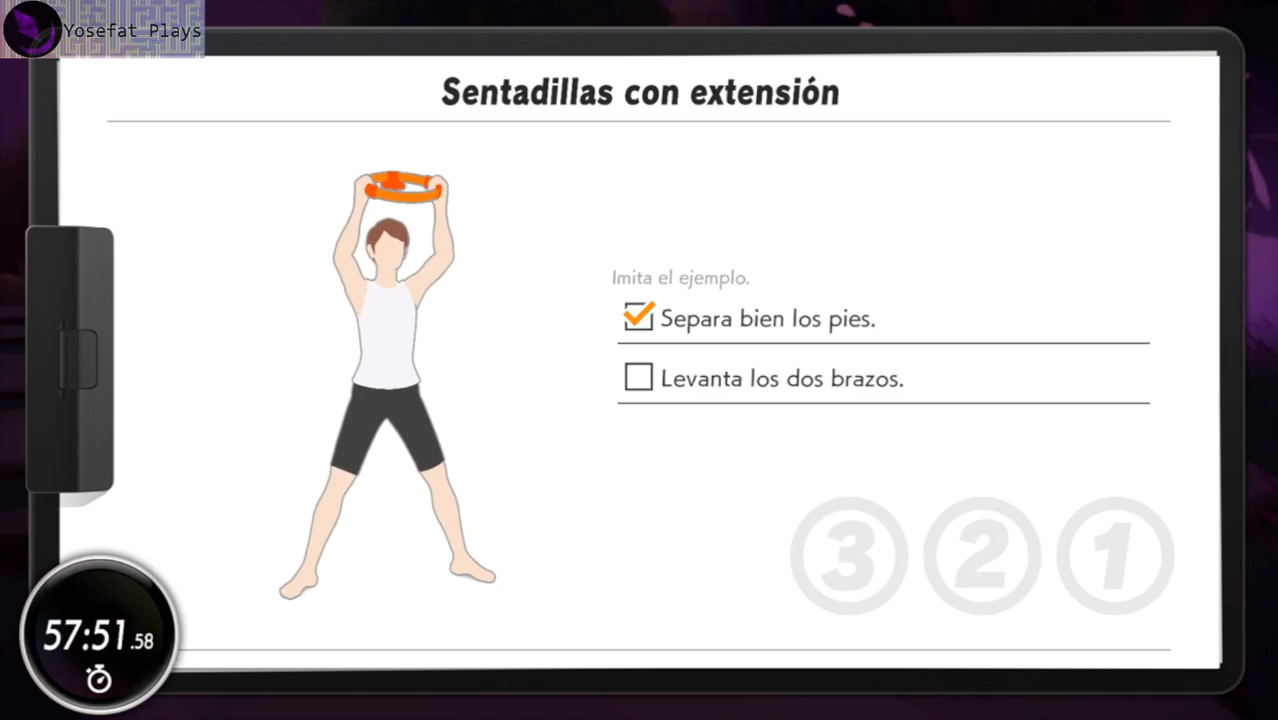 Yosefat Plays
Sentadillas con extensión
Imita el ejemplo.
Separa bien los pies.
Levanta los dos brazos.
3 2 1
57:51.58